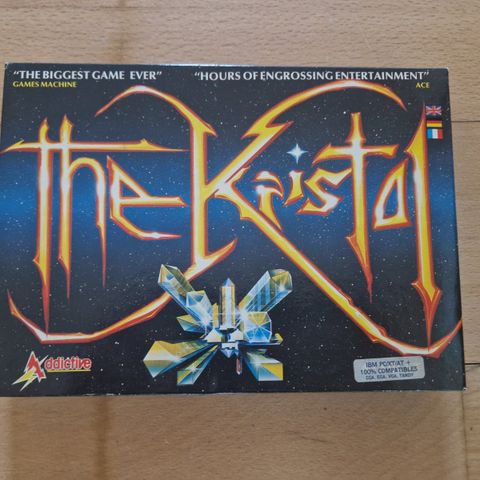 "THE BIGGEST GAME EVER"
GAMES MACHINE
"HOURS OF ENGROSSING ENTERTAINMENT"
ACE
The Kristal
Addictive
IBM PC/XT/AT +
100% COMPATIBLES
CGA, EGA, VGA, TANDY